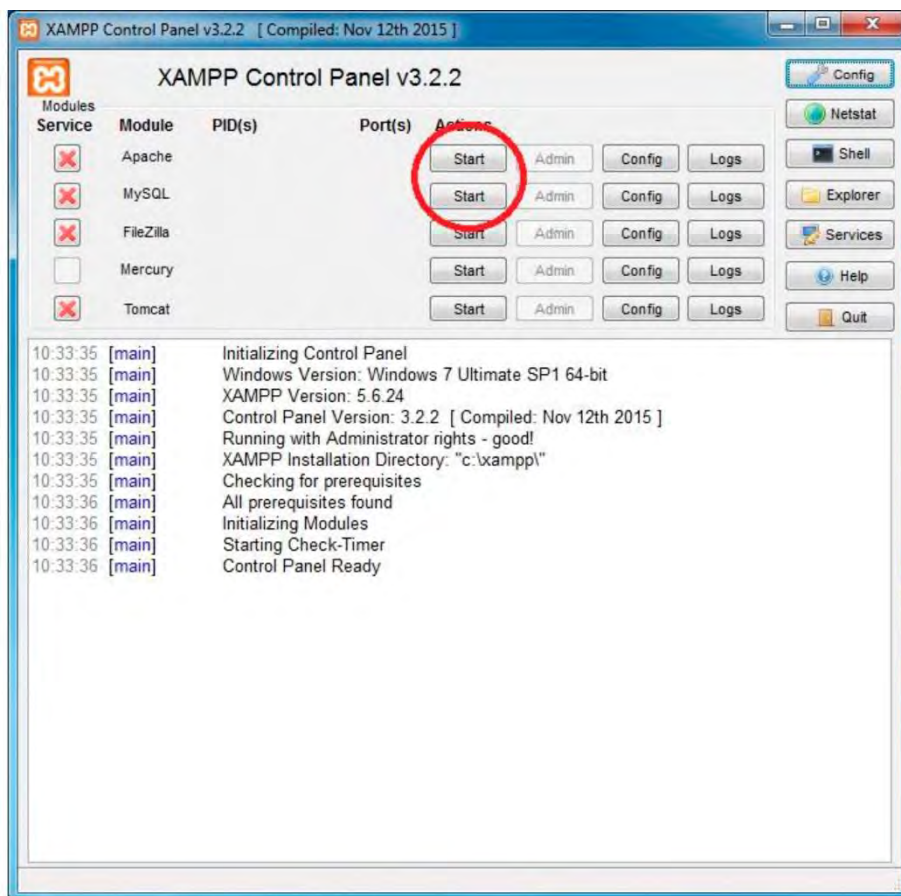 XAMPP Control Panel v3.2.2 [ Compiled: Nov 12th 2015 ]
XAMPP Control Panel v3.2.2
Config
Modules
Service Module PID(s) Port(s) Actions
Netstat
Apache Start Admin Config Logs
Shell
MySQL Start Admin Config Logs
Explorer
FileZilla Start Admin Config Logs
Services
Mercury Start Admin Config Logs
Help
Tomcat Start Admin Config Logs
Quit
10:33:35 [main] Initializing Control Panel
10:33:35 [main] Windows Version: Windows 7 Ultimate SP1 64-bit
10:33:35 [main] XAMPP Version: 5.6.24
10:33:35 [main] Control Panel Version: 3.2.2 [ Compiled: Nov 12th 2015 ]
10:33:35 [main] Running with Administrator rights - good!
10:33:35 [main] XAMPP Installation Directory: "c:\xampp\"
10:33:35 [main] Checking for prerequisites
10:33:36 [main] All prerequisites found
10:33:36 [main] Initializing Modules
10:33:36 [main] Starting Check-Timer
10:33:36 [main] Control Panel Ready